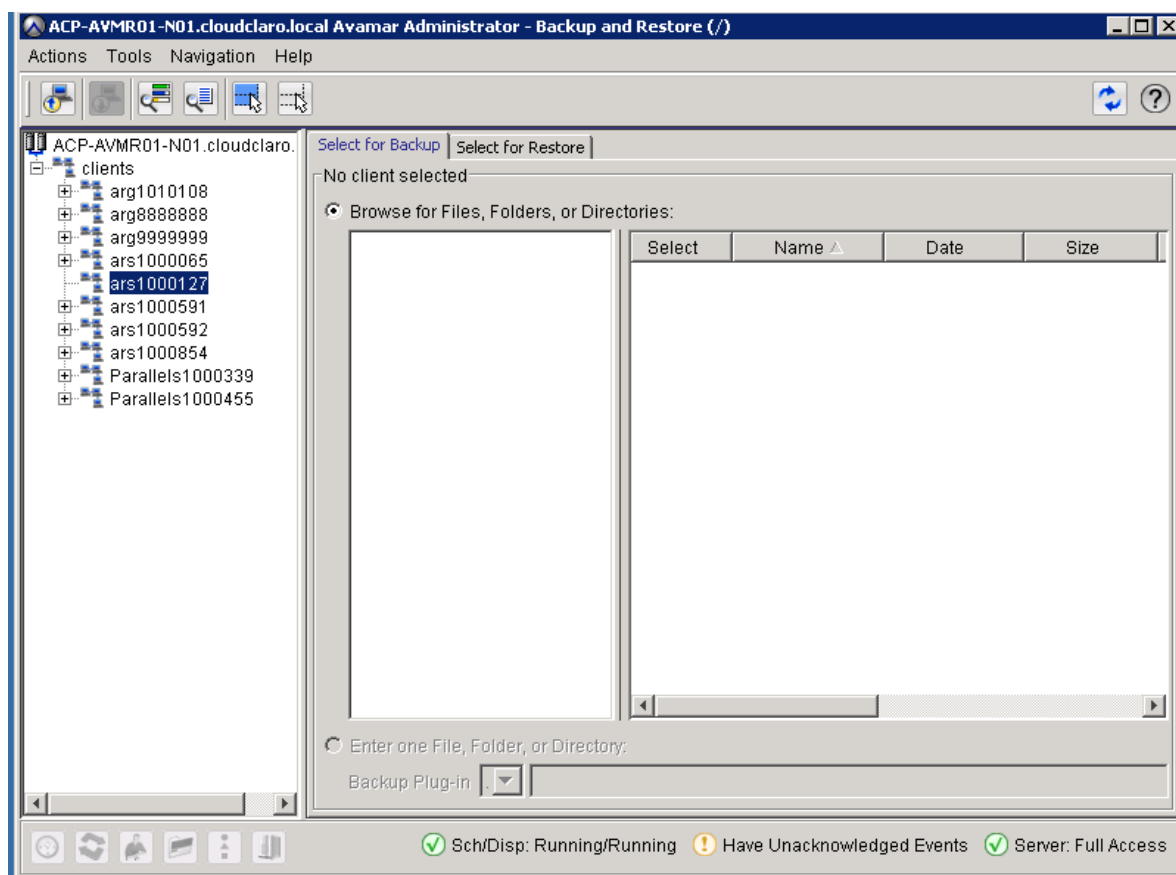 ACP-AVMR01-N01.cloudclaro.local Avamar Administrator - Backup and Restore (/)
Actions Tools Navigation Help
ACP-AVMR01-N01.cloudclaro.
clients
arg1010108
arg8888888
arg9999999
ars1000065
ars1000127
ars1000591
ars1000592
ars1000854
Parallels1000339
Parallels1000455
Select for Backup Select for Restore
No client selected
Browse for Files, Folders, or Directories:
Select Name Date Size
Enter one File, Folder, or Directory:
Backup Plug-in .
Sch/Disp: Running/Running Have Unacknowledged Events Server: Full Access